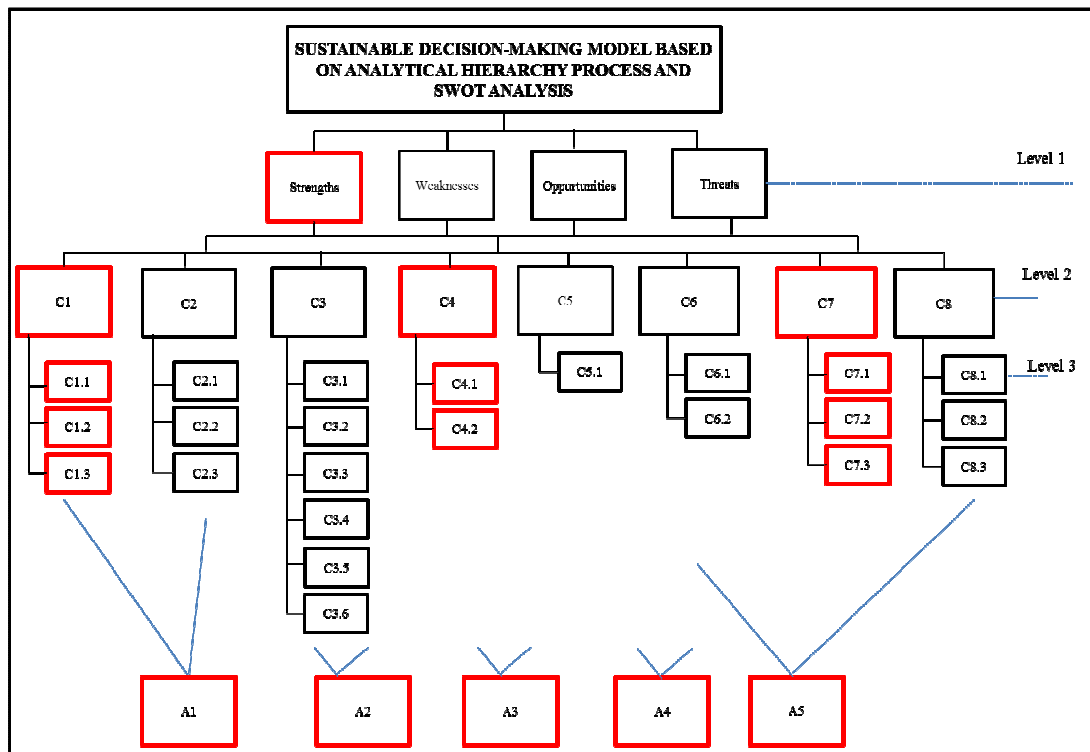 SUSTAINABLE DECISION-MAKING MODEL BASED
ON ANALYTICAL HIERARCHY PROCESS AND
SWOT ANALYSIS
Strengths
Weaknesses
Oppurtunities
Threats
Level 1
C1
C2
C3
C4
C5
C6
C7
C8
Level 2
C1.1
C2.1
C3.1
C4.1
C5.1
C6.1
C7.1
C8.1
Level 3
C1.2
C2.2
C3.2
C4.2
C6.2
C7.2
C8.2
C1.3
C2.3
C3.3
C7.3
C8.3
C3.4
C3.5
C3.6
A1
A2
A3
A4
A5